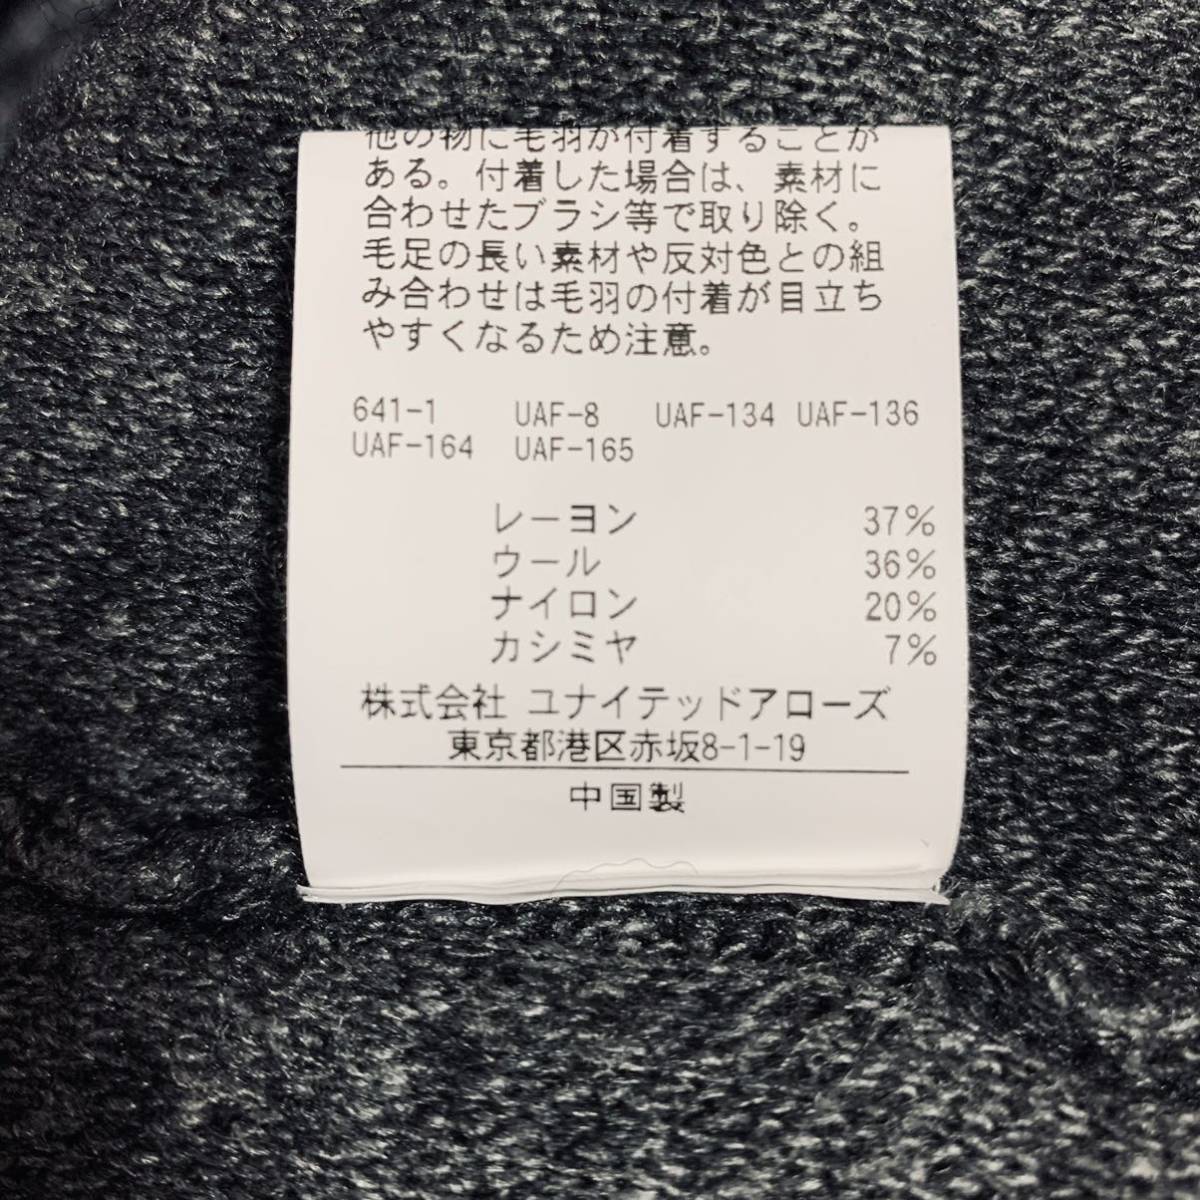 他の物に毛羽が付着することが
ある。付着した場合は、素材に
合わせたブラシ等で取り除く。
毛足の長い素材や反対色との組
み合わせは毛羽の付着が目立ち
やすくなるため注意。
641-1 UAF-8 UAF-134 UAF-136
UAF-164 UAF-165
レーヨン 37%
ウール 36%
ナイロン 20%
カシミヤ 7%
株式会社 ユナイテッドアローズ
東京都港区赤坂8-1-19
中国製